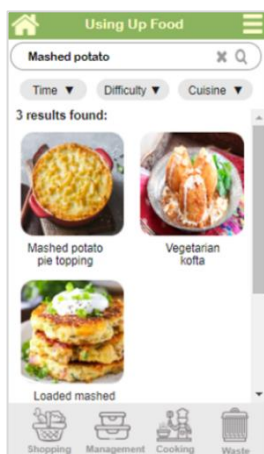 Using Up Food
Mashed potato
Time ▼ Difficulty ▼ Cuisine ▼
3 results found:
Mashed potato
pie topping
Vegetarian
kofta
Loaded mashed
Shopping Management Cooking Waste